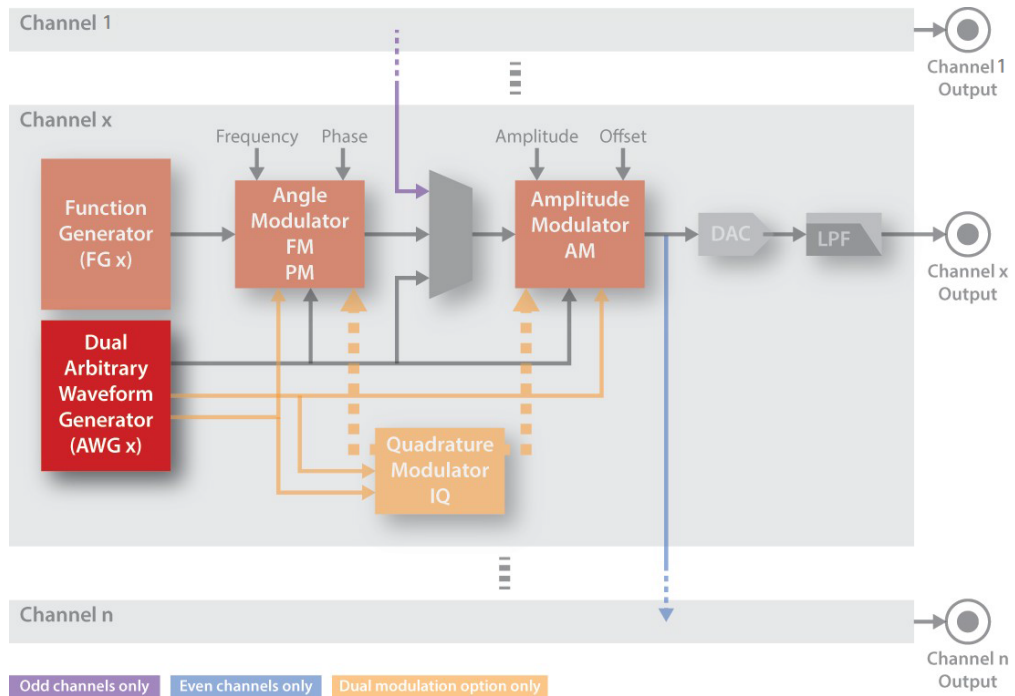 Channel 1
Channel 1
Output
Channel x
Frequency
Phase
Amplitude
Offset
Function
Generator
(FG x)
Angle
Modulator
FM
PM
Amplitude
Modulator
AM
DAC
LPF
Channel x
Output
Dual
Arbitrary
Waveform
Generator
(AWG x)
Quadrature
Modulator
IQ
Channel n
Channel n
Output
Odd channels only
Even channels only
Dual modulation option only